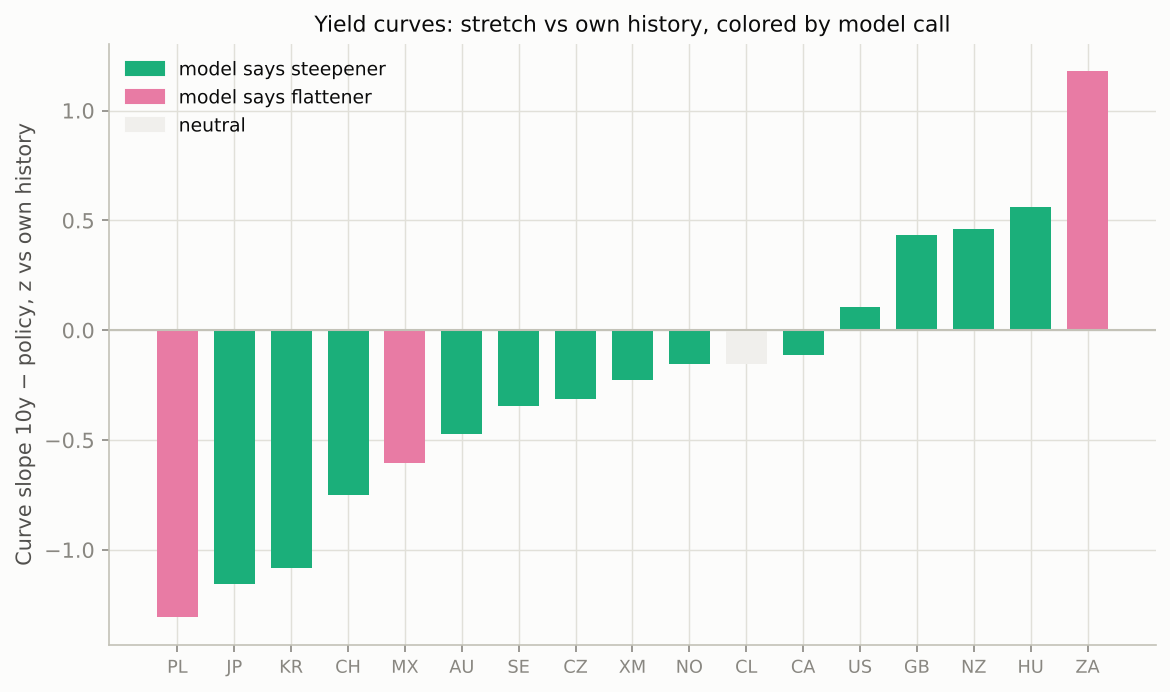 Yield curves: stretch vs own history, colored by model call
model says steepener
model says flattener
neutral
Curve slope 10y − policy, z vs own history
1.0
0.5
0.0
−0.5
−1.0
PL JP KR CH MX AU SE CZ XM NO CL CA US GB NZ HU ZA